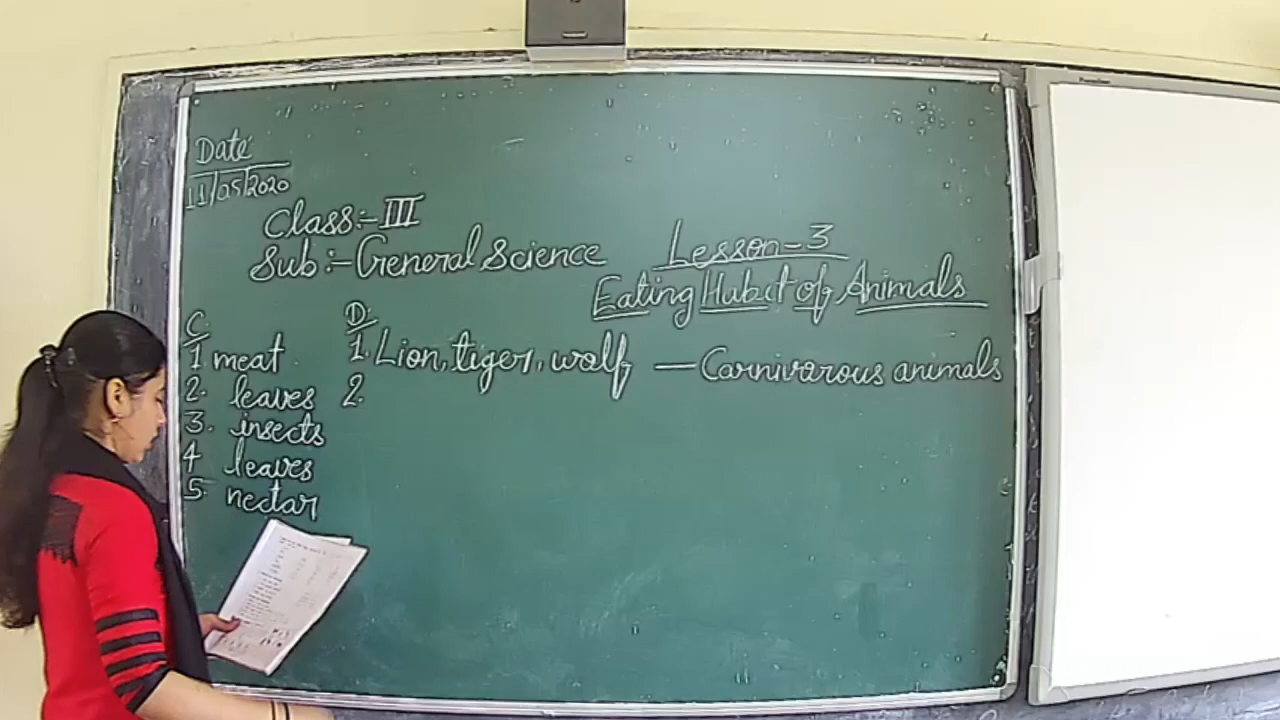 Date
11/05/2020
Class:- III
Sub:- General Science
Lesson-3
Eating Habit of Animals
C.
1 meat
2. leaves
3. insects
4 leaves
5. nectar
D.
1. Lion, tiger, wolf — Carnivarous animals
2.